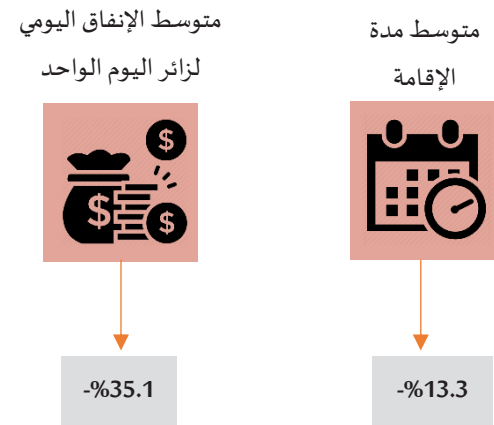 متوسط مدة
الإقامة
-%13.3
متوسط الإنفاق اليومي
لزائر اليوم الواحد
$
$
$
-%35.1